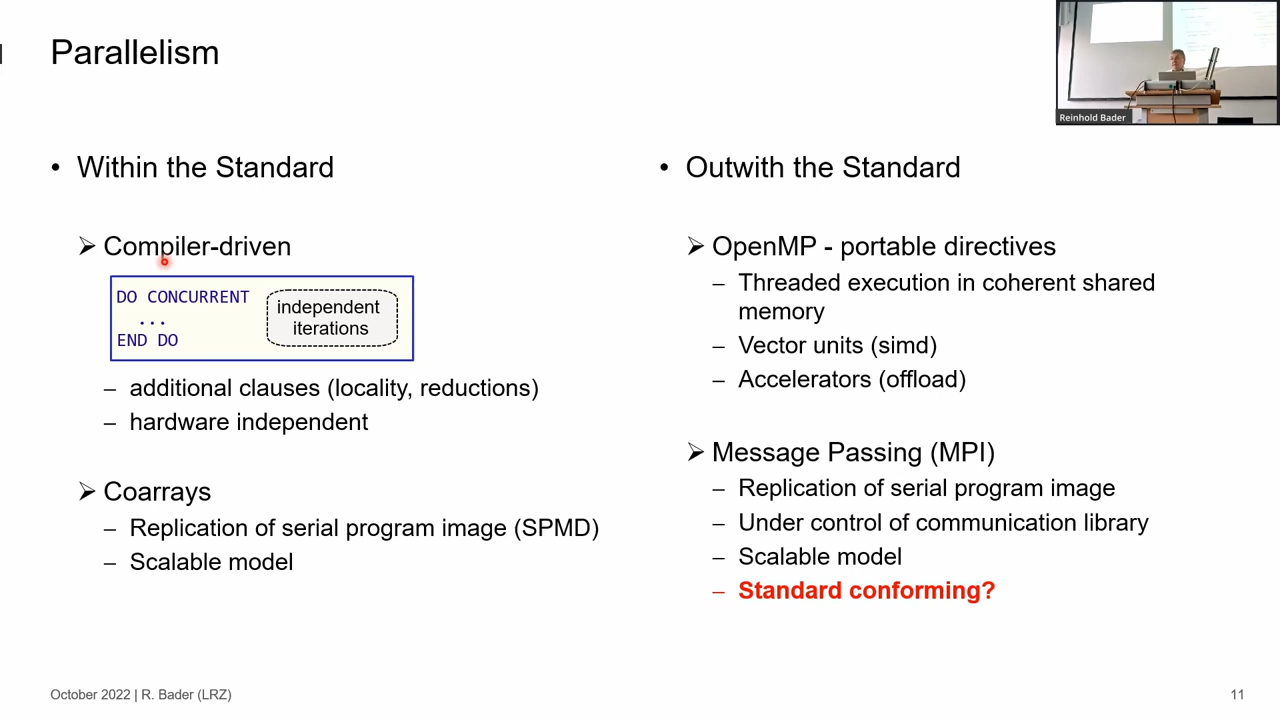 Parallelism
Reinhold Bader
• Within the Standard
➢ Compiler-driven
DO CONCURRENT
...
END DO
independent
iterations
– additional clauses (locality, reductions)
– hardware independent
➢ Coarrays
– Replication of serial program image (SPMD)
– Scalable model
• Outwith the Standard
➢ OpenMP - portable directives
– Threaded execution in coherent shared
memory
– Vector units (simd)
– Accelerators (offload)
➢ Message Passing (MPI)
– Replication of serial program image
– Under control of communication library
– Scalable model
– Standard conforming?
October 2022 | R. Bader (LRZ)
11